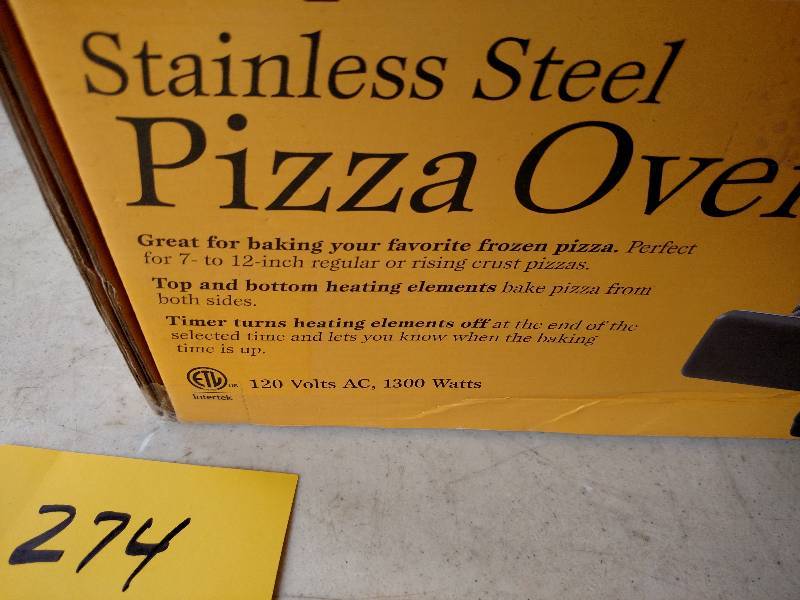 Stainless Steel
Pizza Ove
Great for baking your favorite frozen pizza. Perfect
for 7- to 12-inch regular or rising crust pizzas.
Top and bottom heating elements bake pizza from
both sides.
Timer turns heating elements off at the end of the
selected time and lets you know when the baking
time is up.
ETL
Intertek
120 Volts AC, 1300 Watts
274